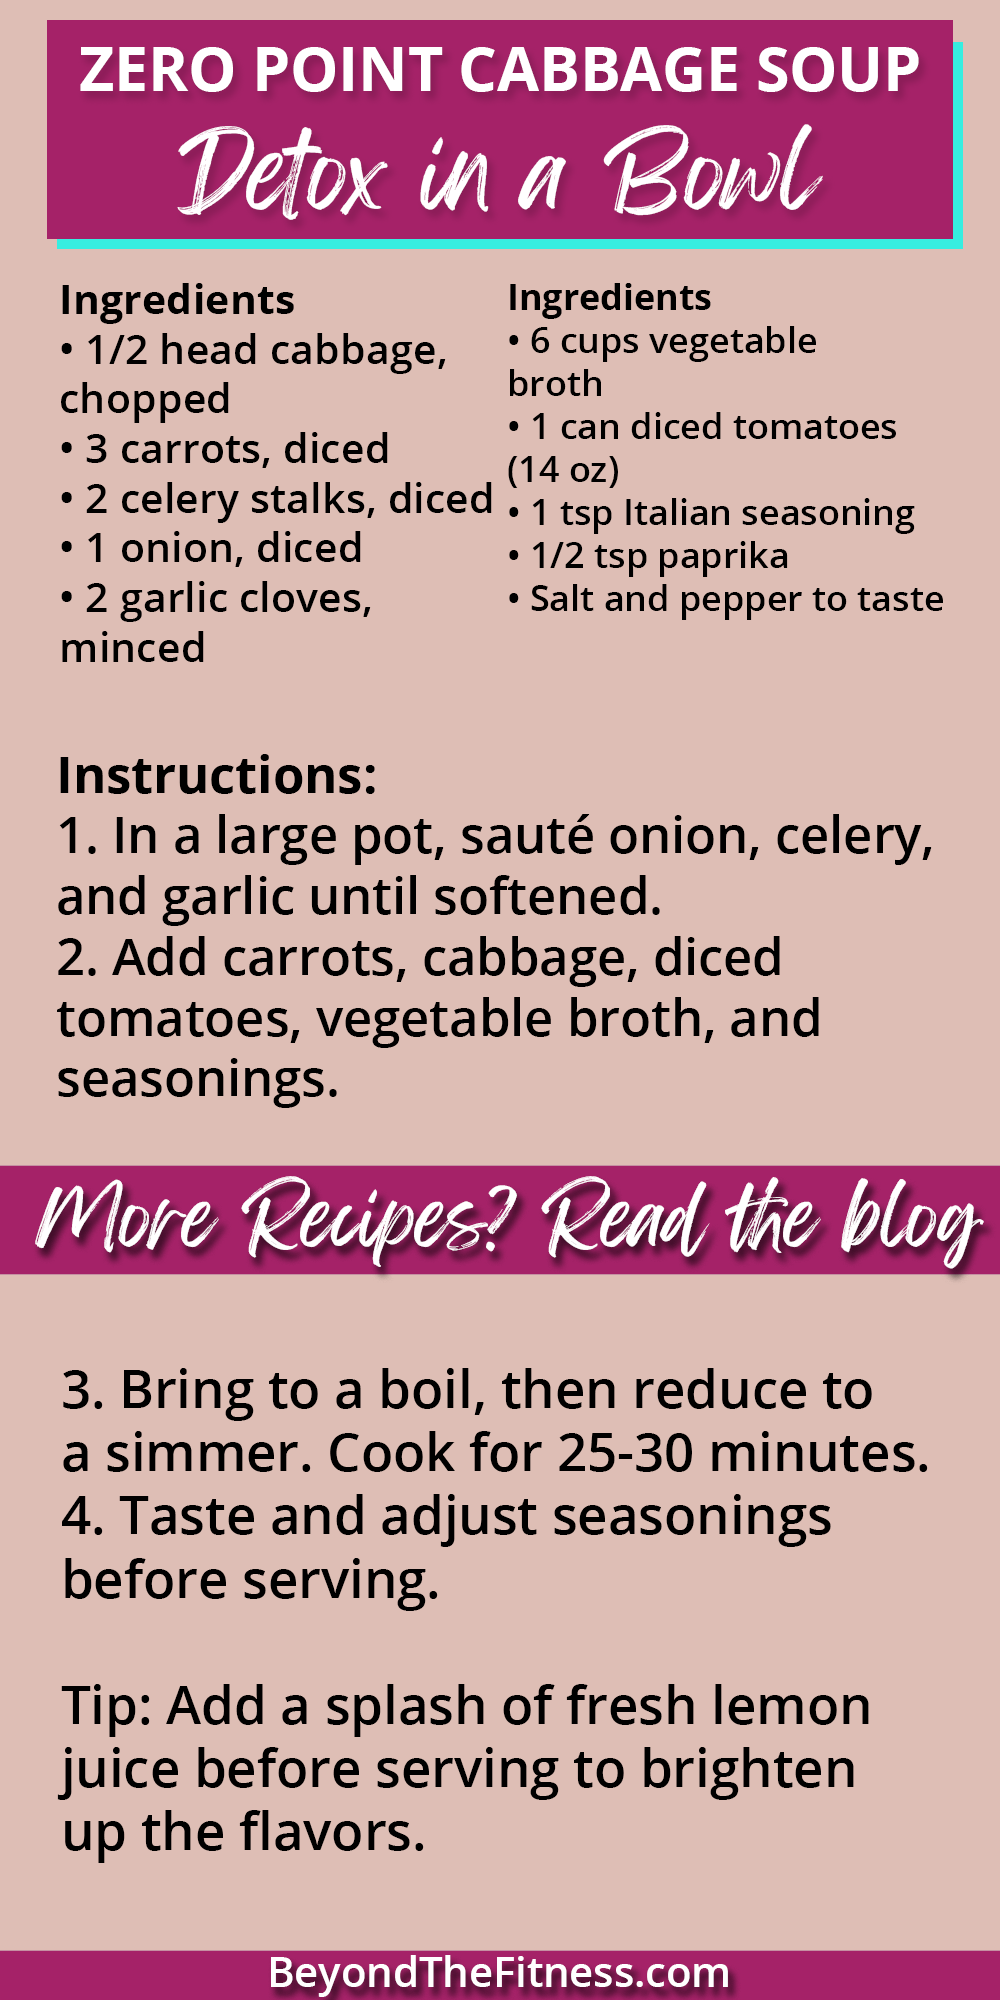 ZERO POINT CABBAGE SOUP
Detox in a Bowl
Ingredients
• 1/2 head cabbage,
chopped
• 3 carrots, diced
• 2 celery stalks, diced
• 1 onion, diced
• 2 garlic cloves,
minced
Ingredients
• 6 cups vegetable
broth
• 1 can diced tomatoes
(14 oz)
• 1 tsp Italian seasoning
• 1/2 tsp paprika
• Salt and pepper to taste
Instructions:
1. In a large pot, sauté onion, celery,
and garlic until softened.
2. Add carrots, cabbage, diced
tomatoes, vegetable broth, and
seasonings.
More Recipes? Read the blog
3. Bring to a boil, then reduce to
a simmer. Cook for 25-30 minutes.
4. Taste and adjust seasonings
before serving.
Tip: Add a splash of fresh lemon
juice before serving to brighten
up the flavors.
BeyondTheFitness.com